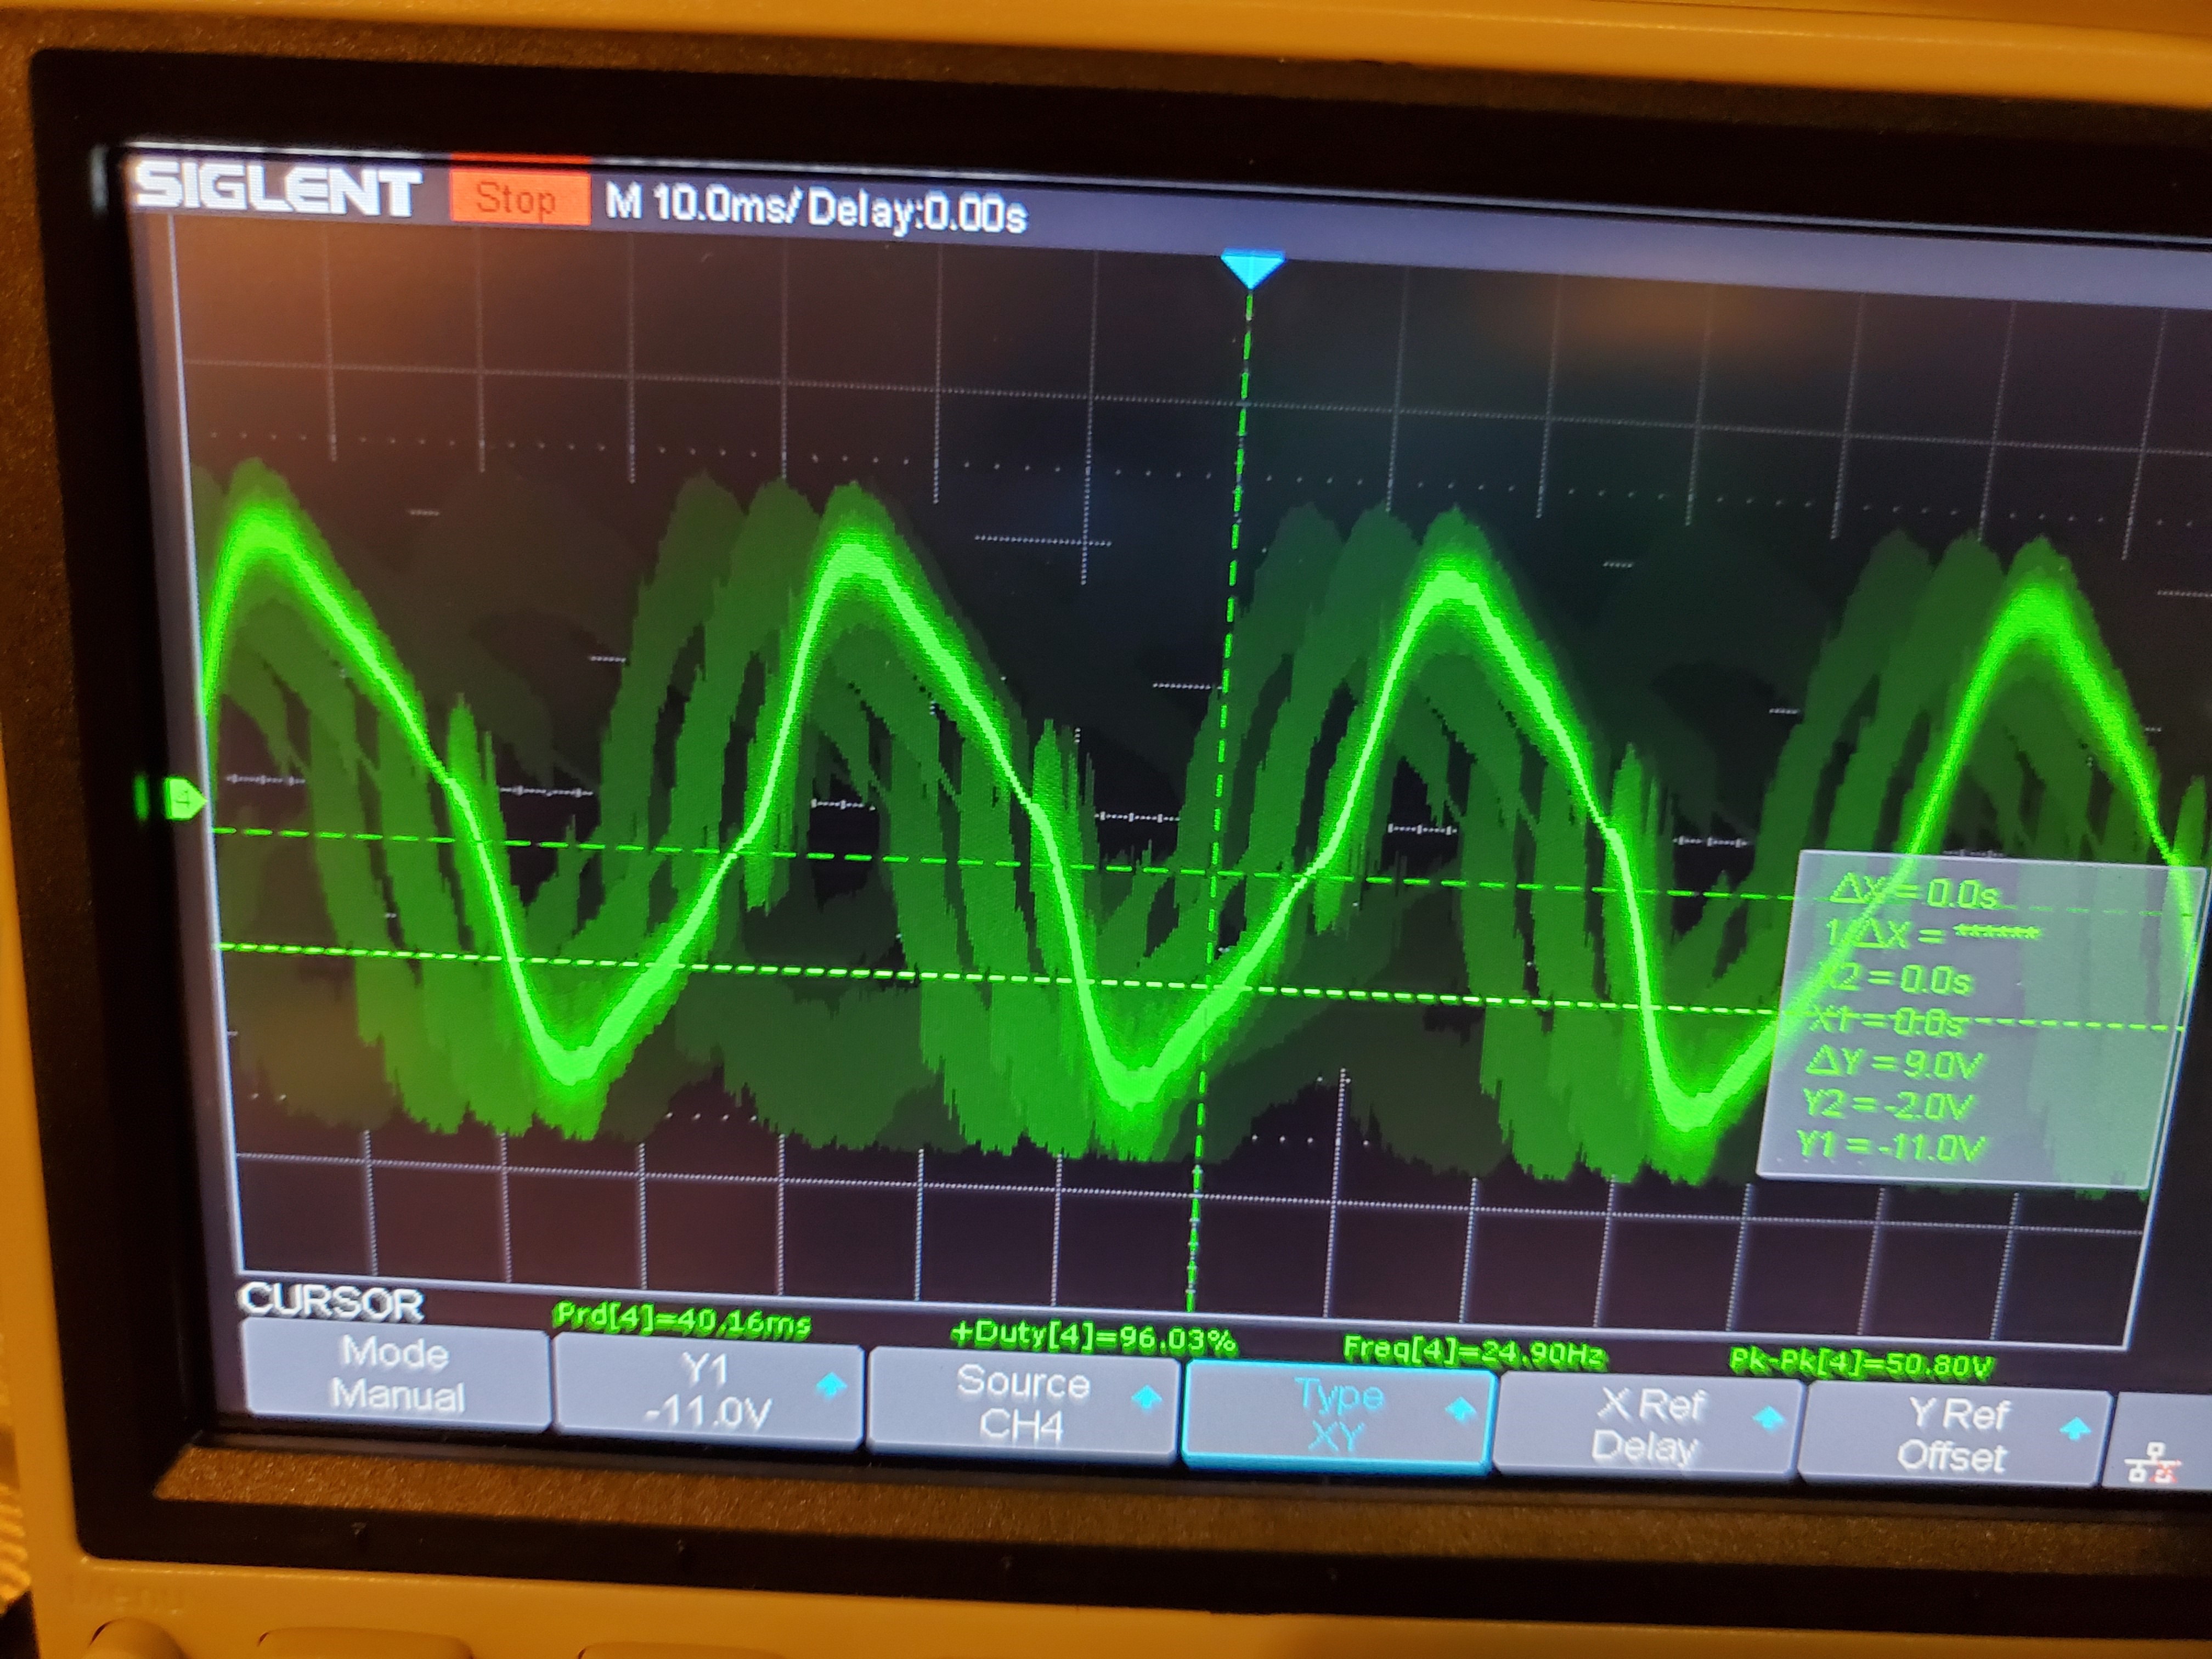 SIGLENT Stop M 10.0ms/ Delay:0.00s
4
ΔX = 0.0s
1/ΔX = ******
X2 = 0.0s
X1 = 0.0s
ΔY = 9.0V
Y2 = -2.0V
Y1 = -11.0V
CURSOR Prd[4]=40.16ms +Duty[4]=96.03% Freq[4]=24.90Hz Pk-Pk[4]=50.80V
Mode Y1 Source Type X Ref Y Ref
Manual -11.0V CH4 XY Delay Offset